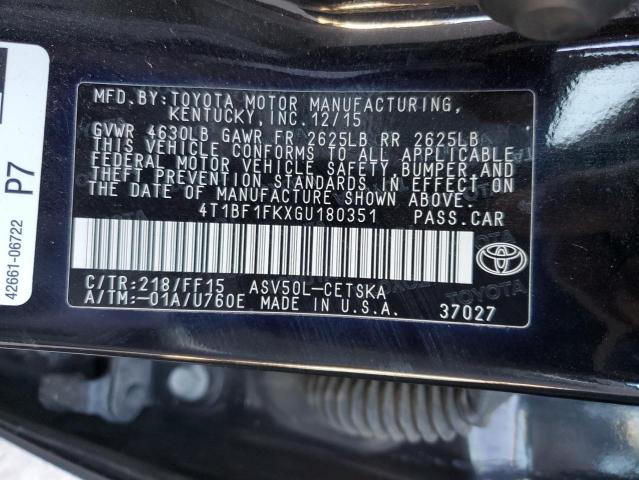 MFD.BY:TOYOTA MOTOR MANUFACTURING,
KENTUCKY, INC. 12/15
GVWR 4630LB GAWR FR 2625LB RR 2625LB
THIS VEHICLE CONFORMS TO ALL APPLICABLE
FEDERAL MOTOR VEHICLE SAFETY, BUMPER, AND
THEFT PREVENTION STANDARDS IN EFFECT ON
THE DATE OF MANUFACTURE SHOWN ABOVE.
4T1BF1FKXGU180351 PASS.CAR
C/TR:218/FF15 ASV50L-CETSKA
A/TM:-01A/U760E MADE IN U.S.A.
37027
TOYOTA
42661-06722
P7